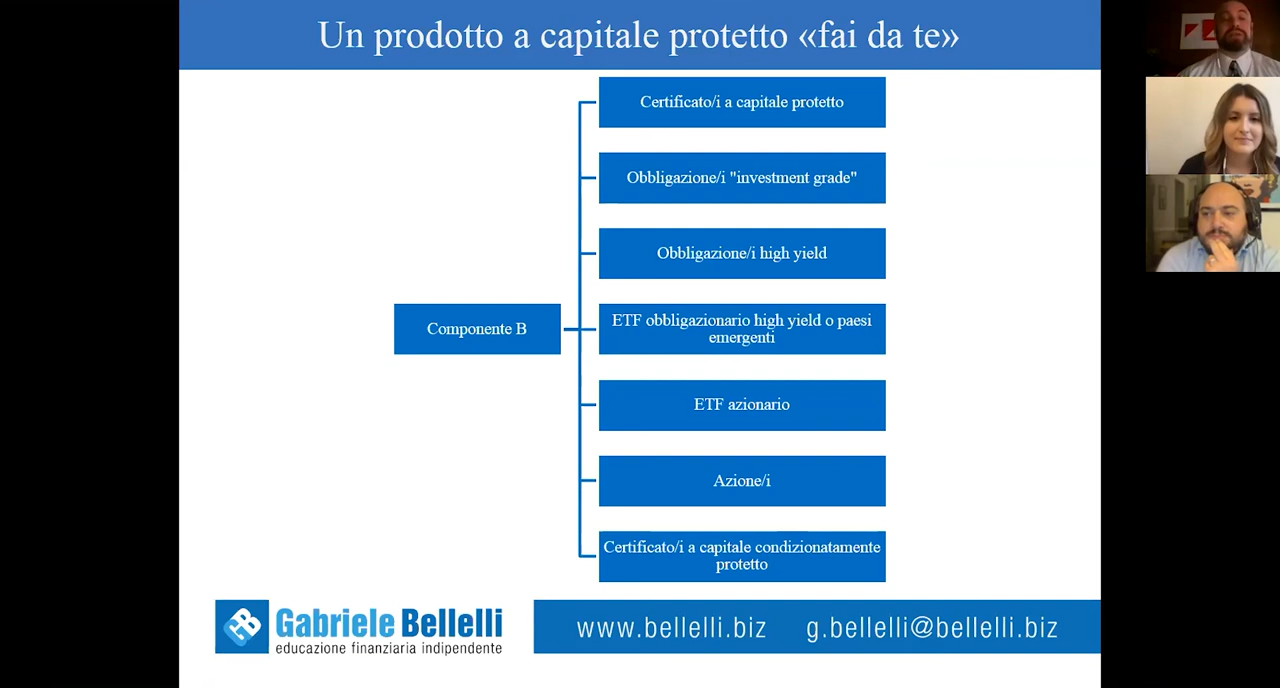 Un prodotto a capitale protetto «fai da te»
Certificato/i a capitale protetto
Obbligazione/i "investment grade"
Obbligazione/i high yield
Componente B
ETF obbligazionario high yield o paesi
emergenti
ETF azionario
Azione/i
Certificato/i a capitale condizionatamente
protetto
Gabriele Bellelli
educazione finanziaria indipendente
www.bellelli.biz g.bellelli@bellelli.biz